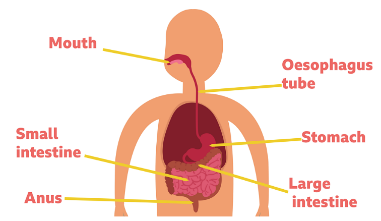 Mouth
Oesophagus
tube
Small
intestine
Stomach
Anus
Large
intestine